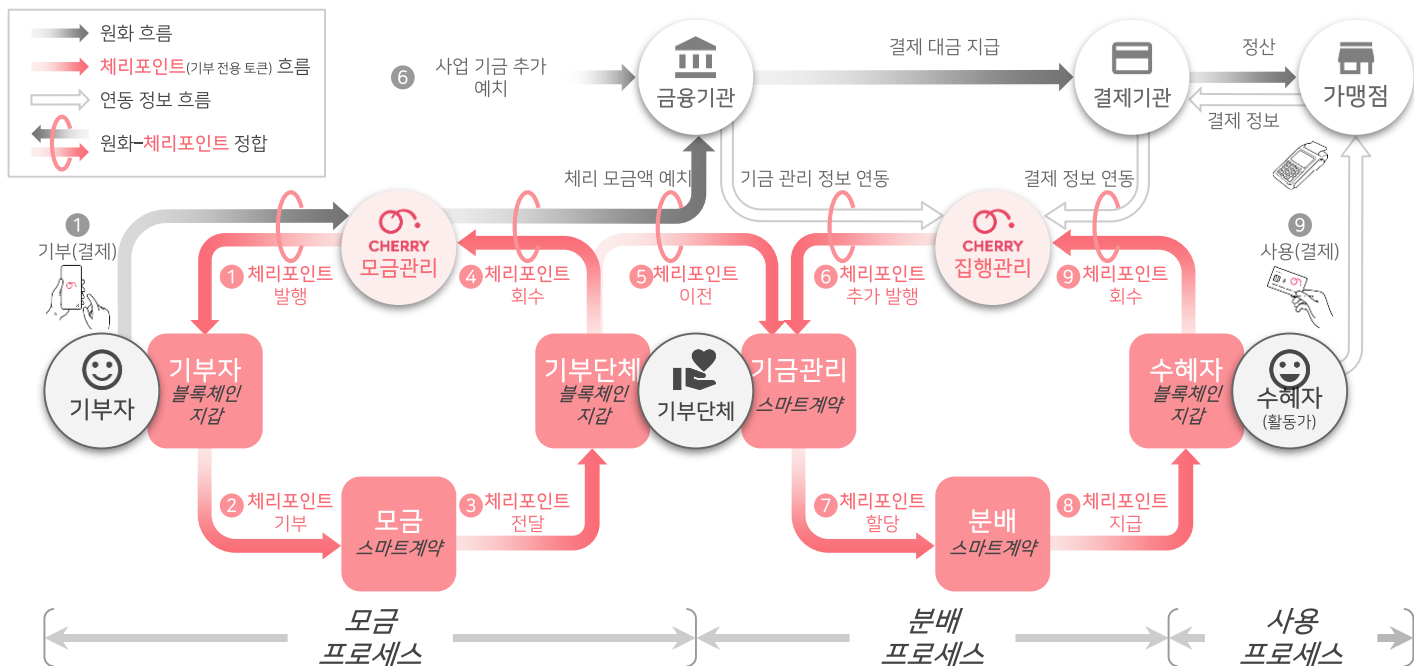 원화 흐름
체리포인트(기부 전용 토큰) 흐름
연동 정보 흐름
원화–체리포인트 정합
6 사업 기금 추가
예치
금융기관
결제 대금 지급
결제기관
정산
결제 정보
가맹점
체리 모금액 예치
기금 관리 정보 연동
결제 정보 연동
1
기부(결제)
6
CHERRY
모금관리
CHERRY
집행관리
9
사용(결제)
6
1 체리포인트
발행
4 체리포인트
회수
5 체리포인트
이전
6 체리포인트
추가 발행
9 체리포인트
회수
기부자
기부자
블록체인
지갑
기부단체
블록체인
지갑
기부단체
기금관리
스마트계약
수혜자
블록체인
지갑
수혜자
(활동가)
2 체리포인트
기부
모금
스마트계약
3 체리포인트
전달
7 체리포인트
할당
분배
스마트계약
8 체리포인트
지급
모금
프로세스
분배
프로세스
사용
프로세스